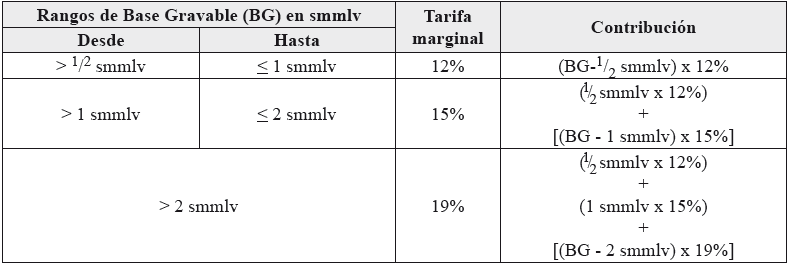 Rangos de Base Gravable (BG) en smmlv
Tarifa marginal
Contribución
Desde
Hasta
> 1/2 smmlv
≤ 1 smmlv
12%
(BG-1/2 smmlv) x 12%
> 1 smmlv
≤ 2 smmlv
15%
(1/2 smmlv x 12%)
+
[(BG - 1 smmlv) x 15%]
> 2 smmlv
19%
(1/2 smmlv x 12%)
+
(1 smmlv x 15%)
+
[(BG - 2 smmlv) x 19%]